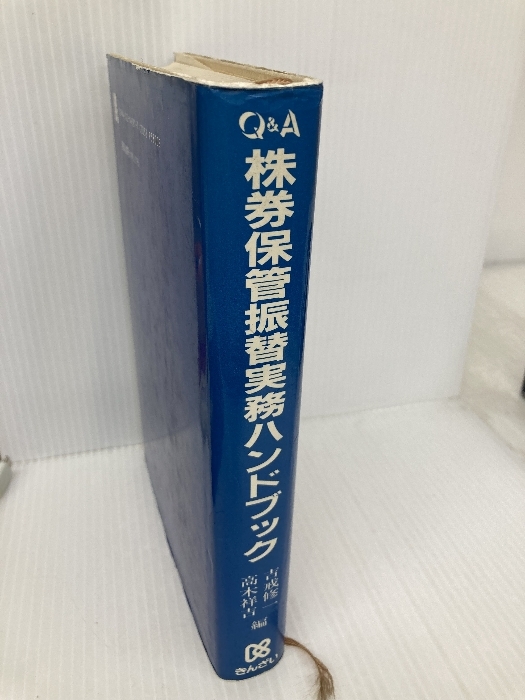 Q&A
株券保管振替実務ハンドブック
吉戒修一
高木祥吉
編
きんざい